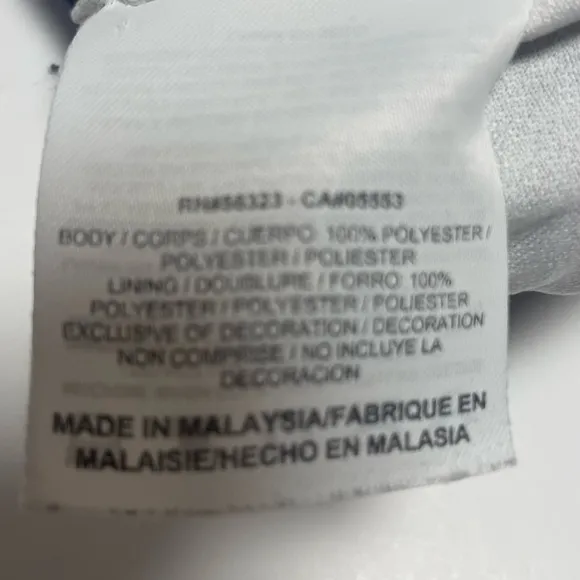 RN#56323 - CA#05553
BODY / CORPS / CUERPO: 100% POLYESTER /
POLYESTER / POLIESTER
LINING / DOUBLURE / FORRO: 100%
POLYESTER / POLYESTER / POLIESTER
EXCLUSIVE OF DECORATION / DECORATION
NON COMPRISE / NO INCLUYE LA
DECORACION
MADE IN MALAYSIA/FABRIQUE EN
MALAISIE/HECHO EN MALASIA